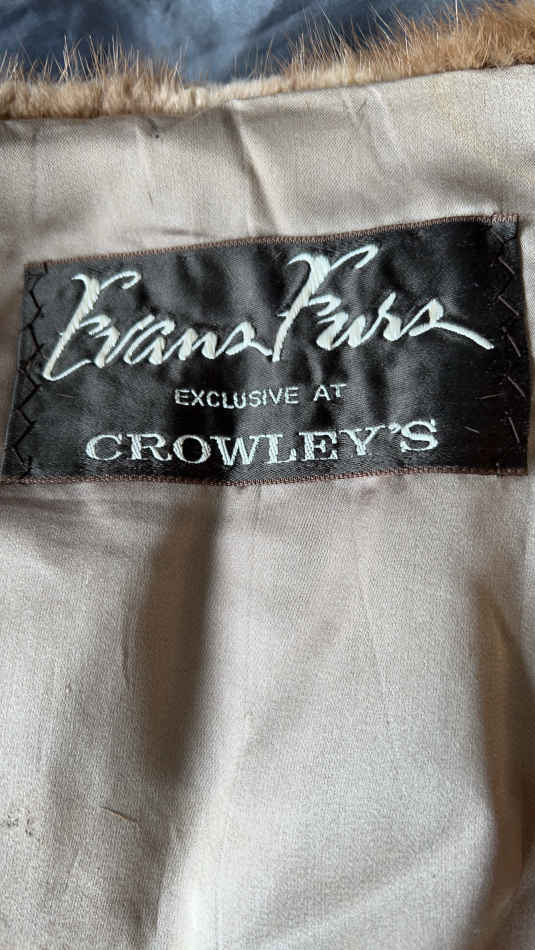 Evans Furs
EXCLUSIVE AT
CROWLEY'S